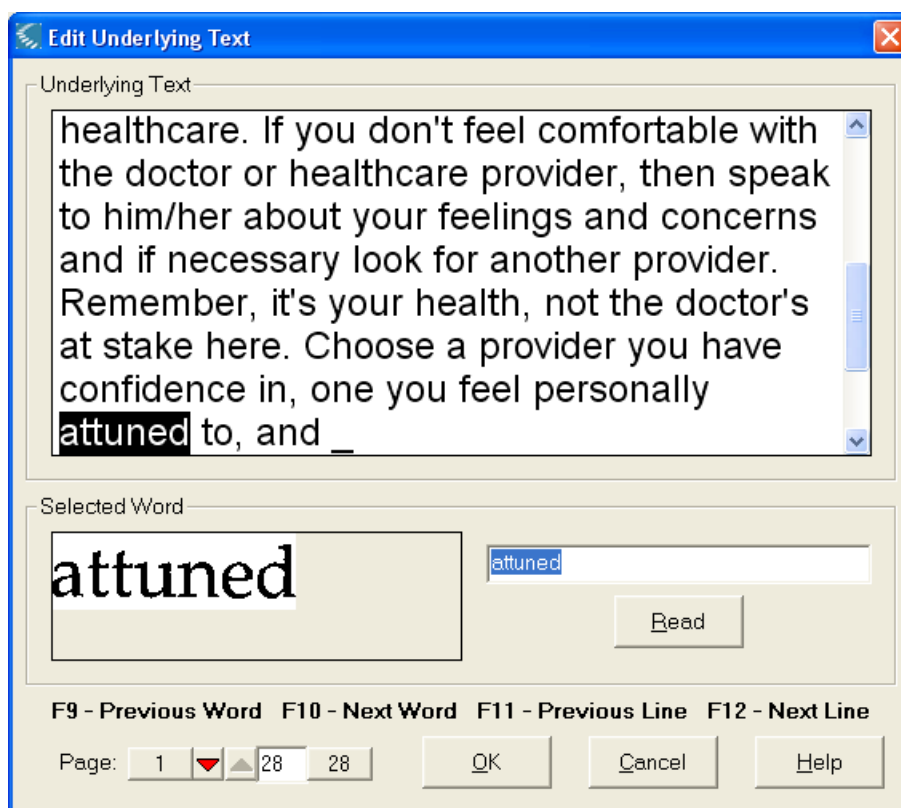 Edit Underlying Text
Underlying Text
healthcare. If you don't feel comfortable with
the doctor or healthcare provider, then speak
to him/her about your feelings and concerns
and if necessary look for another provider.
Remember, it's your health, not the doctor's
at stake here. Choose a provider you have
confidence in, one you feel personally
attuned to, and _
Selected Word
attuned
attuned
Read
F9 - Previous Word F10 - Next Word F11 - Previous Line F12 - Next Line
Page: 1 28 28 OK Cancel Help